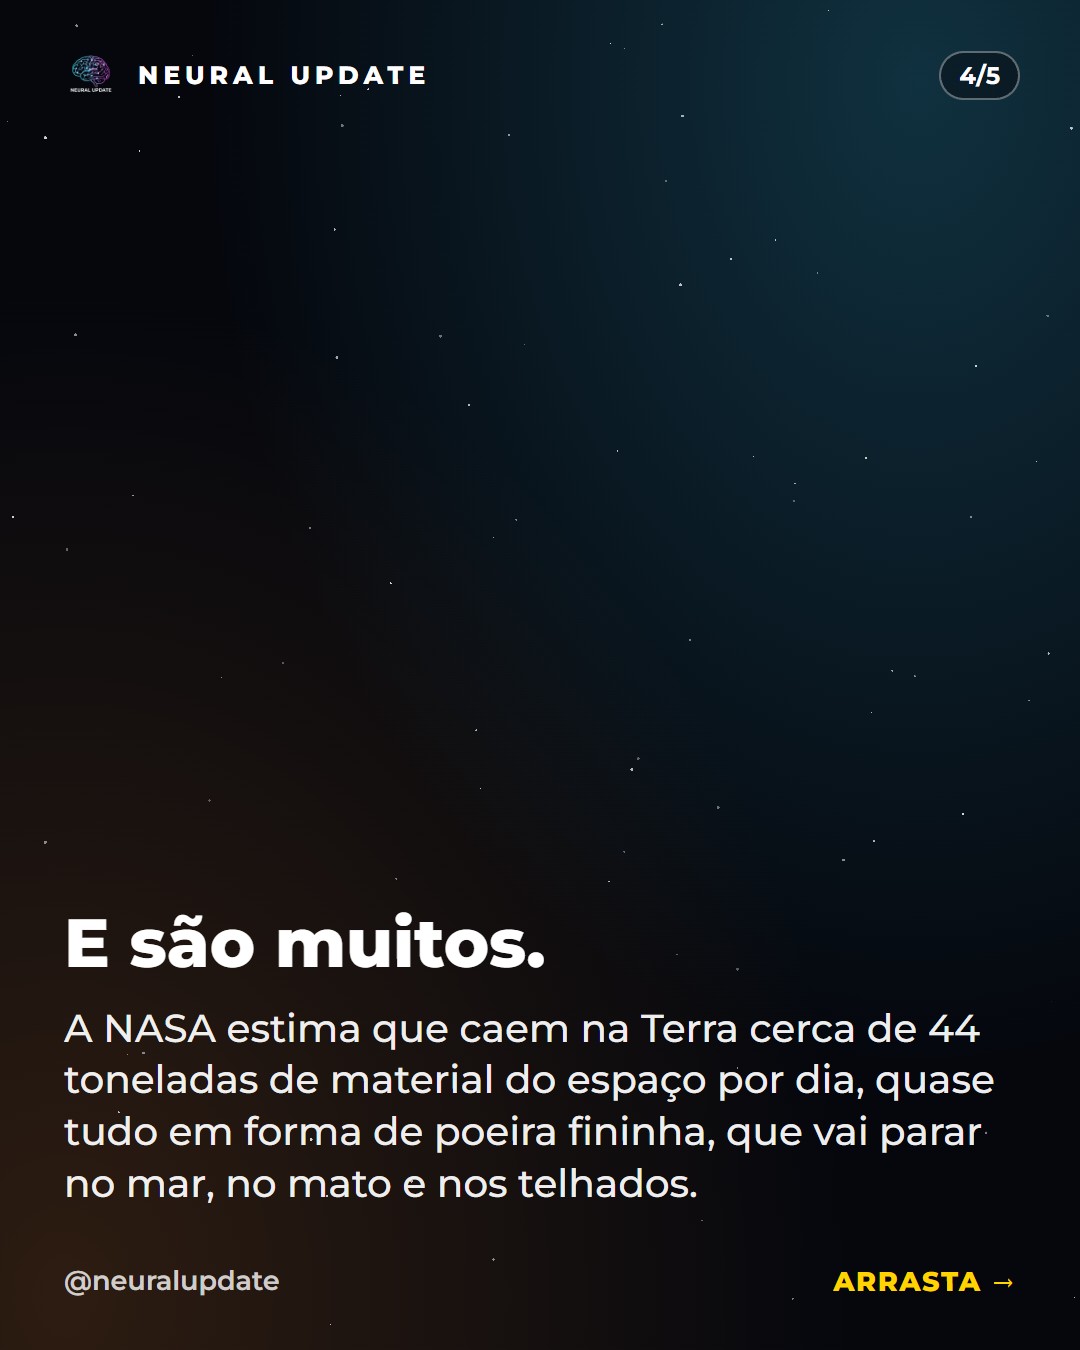 NEURAL UPDATE
NEURAL UPDATE
4/5
E são muitos.
A NASA estima que caem na Terra cerca de 44
toneladas de material do espaço por dia, quase
tudo em forma de poeira fininha, que vai parar
no mar, no mato e nos telhados.
@neuralupdate
ARRASTA →